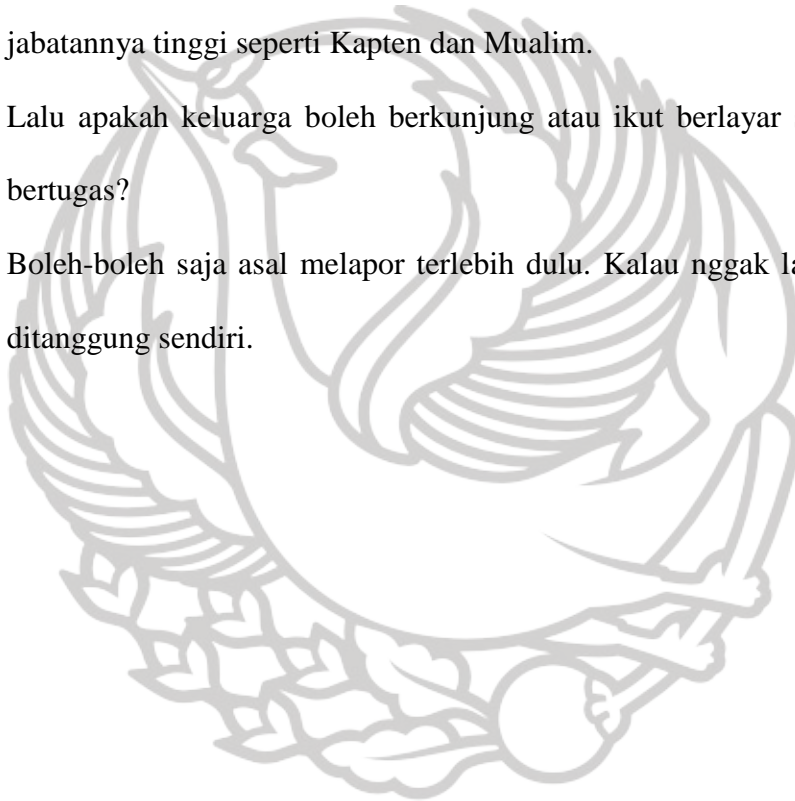 jabatannya tinggi seperti Kapten dan Mualim.
Lalu apakah keluarga boleh berkunjung atau ikut berlayar
bertugas?
Boleh-boleh saja asal melapor terlebih dulu. Kalau nggak
ditanggung sendiri.